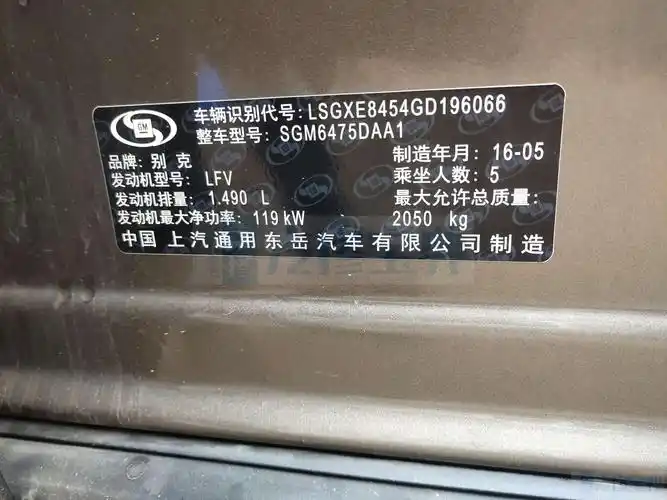 GM
车辆识别代号: LSGXE8454GD196066
整车型号: SGM6475DAA1
品牌: 别克
制造年月: 16-05
发动机型号: LFV
乘坐人数: 5
发动机排量: 1.490 L
最大允许总质量:
发动机最大净功率: 119 kW
2050 kg
中国 上汽通用东岳汽车有限公司制造